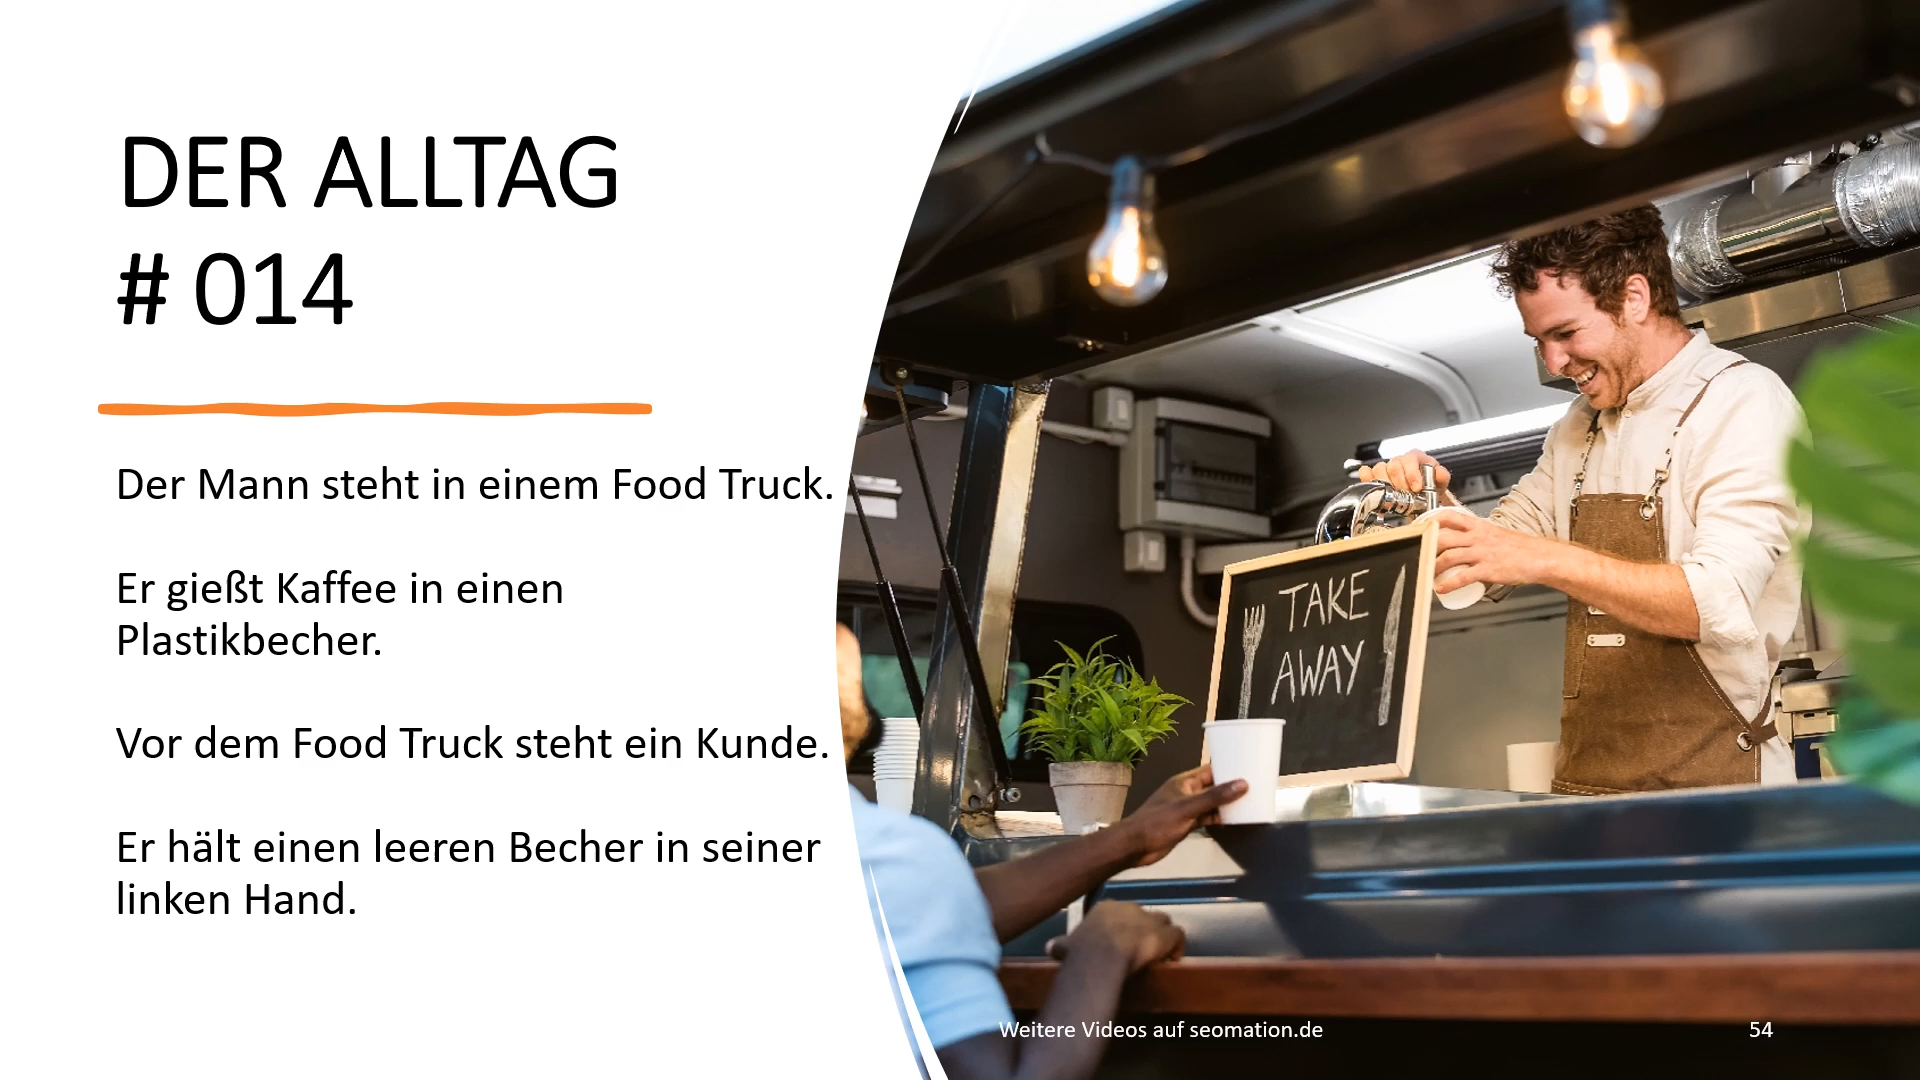 DER ALLTAG
# 014
Der Mann steht in einem Food Truck.
Er gießt Kaffee in einen
Plastikbecher.
Vor dem Food Truck steht ein Kunde.
Er hält einen leeren Becher in seiner
linken Hand.
TAKE
AWAY
Weitere Videos auf seomation.de
54